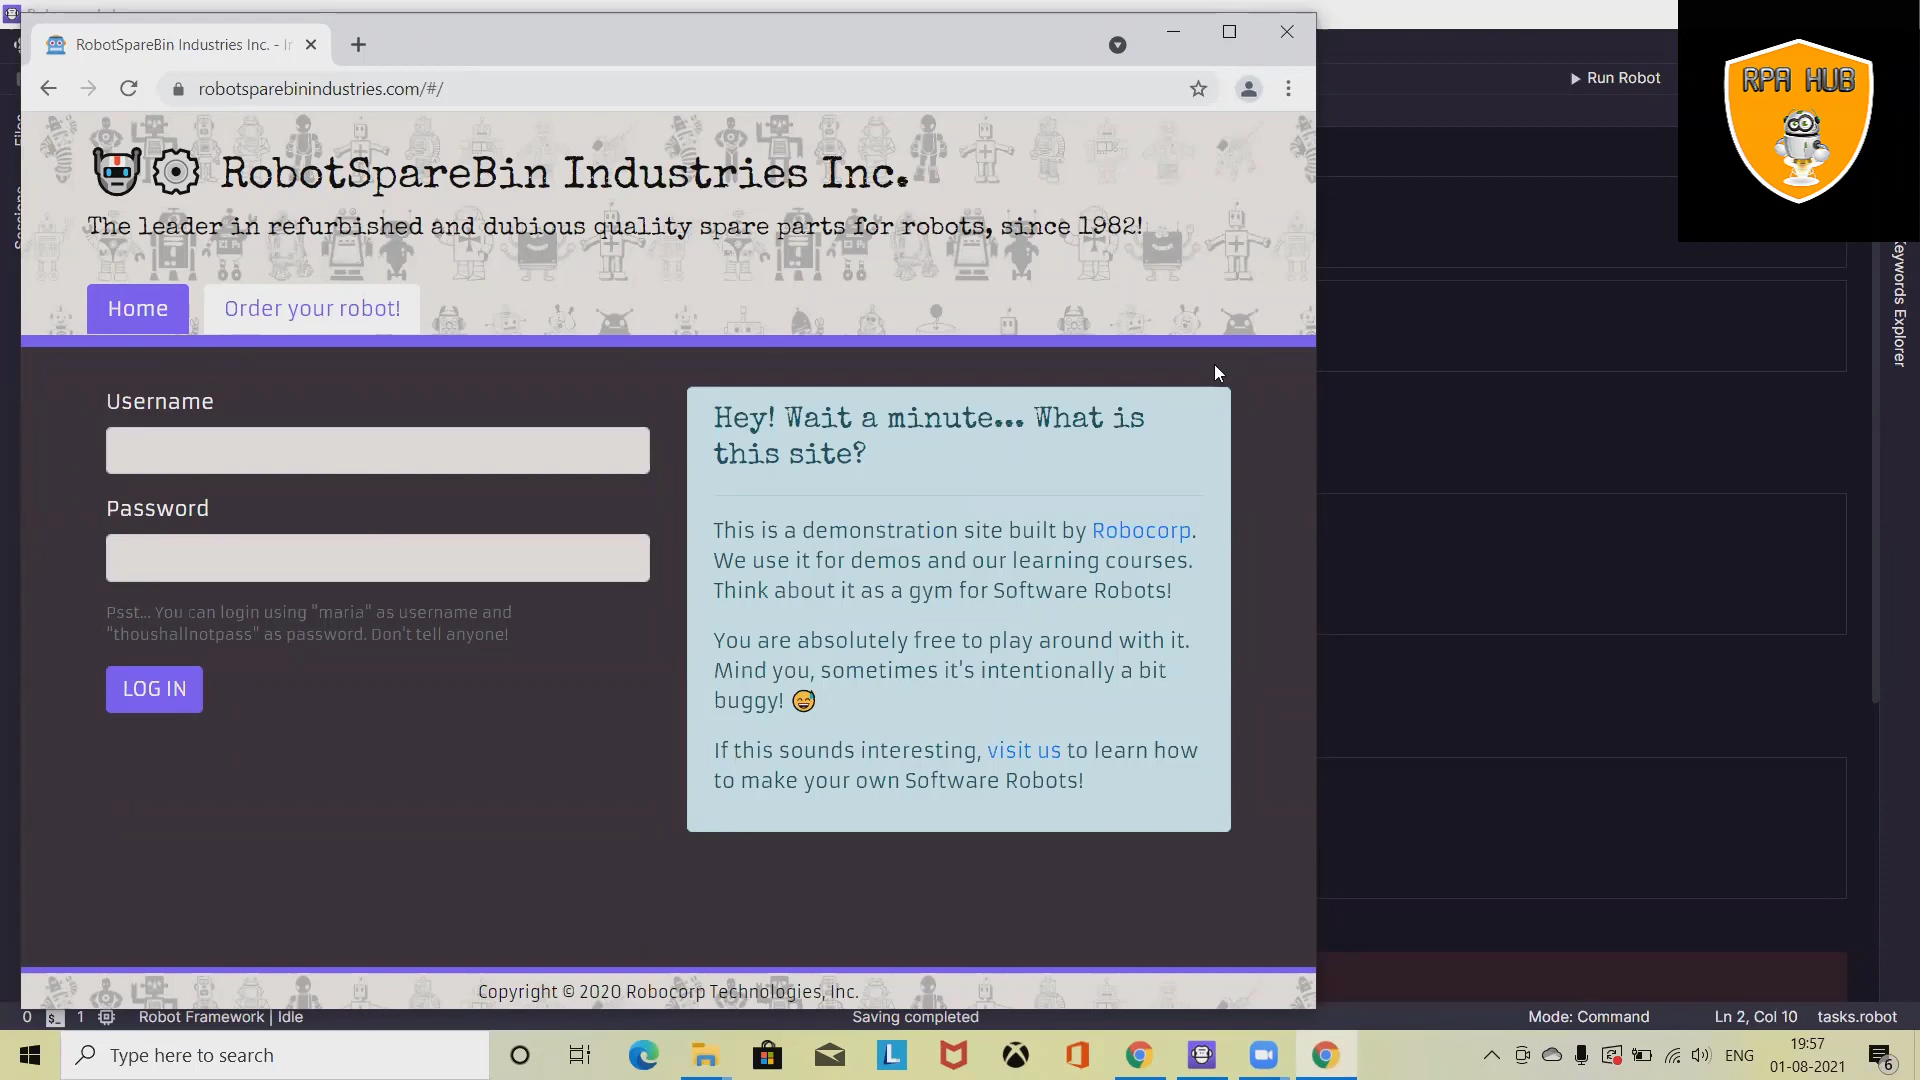 RobotSpareBin Industries Inc. - I
robotsparebinindustries.com/#/
Run Robot
RPA HUB
RobotSpareBin Industries Inc.
The leader in refurbished and dubious quality spare parts for robots, since 1982!
Home
Order your robot!
Keywords Explorer
Username
Password
Psst... You can login using "maria" as username and
"thoushallnotpass" as password. Don't tell anyone!
LOG IN
Hey! Wait a minute... What is
this site?
This is a demonstration site built by Robocorp.
We use it for demos and our learning courses.
Think about it as a gym for Software Robots!
You are absolutely free to play around with it.
Mind you, sometimes it's intentionally a bit
buggy! 😅
If this sounds interesting, visit us to learn how
to make your own Software Robots!
Copyright © 2020 Robocorp Technologies, Inc.
0 1 Robot Framework | Idle
Saving completed
Mode: Command
Ln 2, Col 10
tasks.robot
Type here to search
L
ENG
19:57
01-08-2021
6